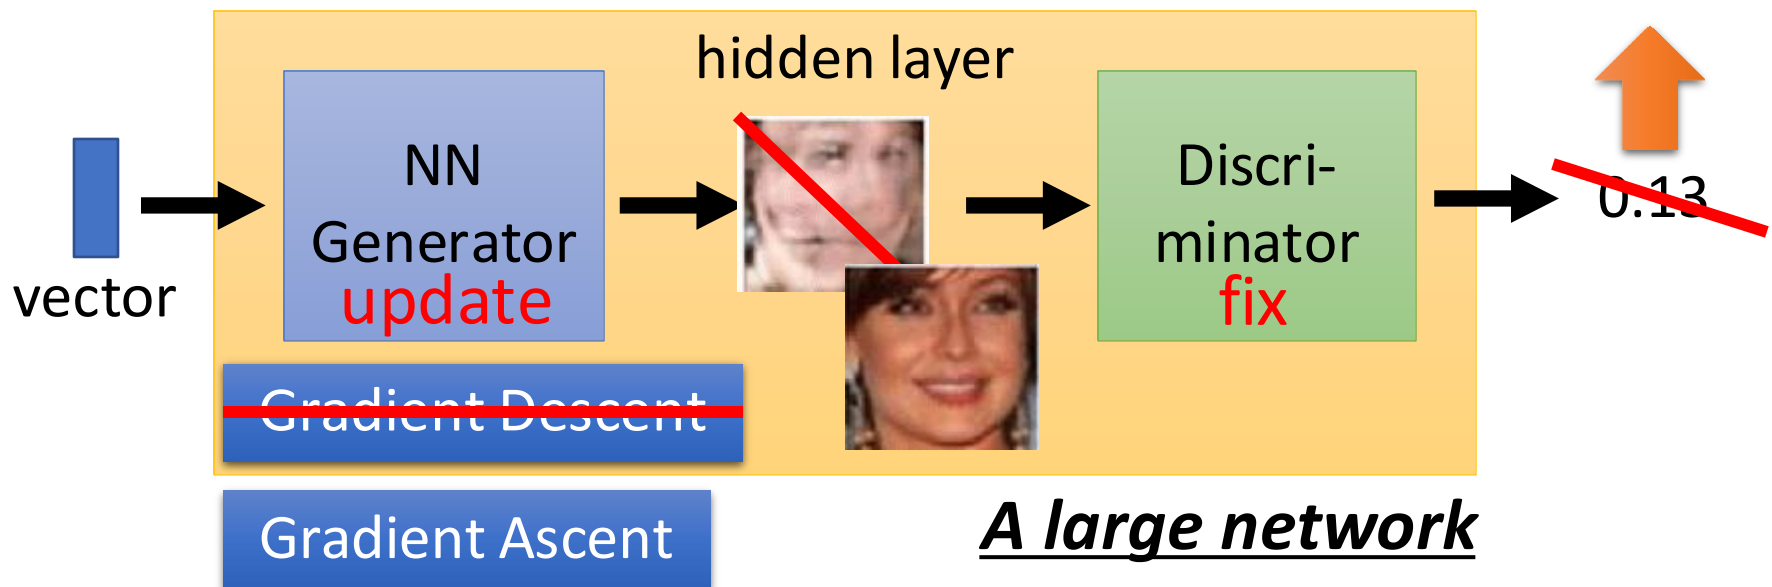 hidden layer
NN
Generator
update
Discri-
minator
fix
0.13
vector
Gradient Descent
Gradient Ascent
A large network